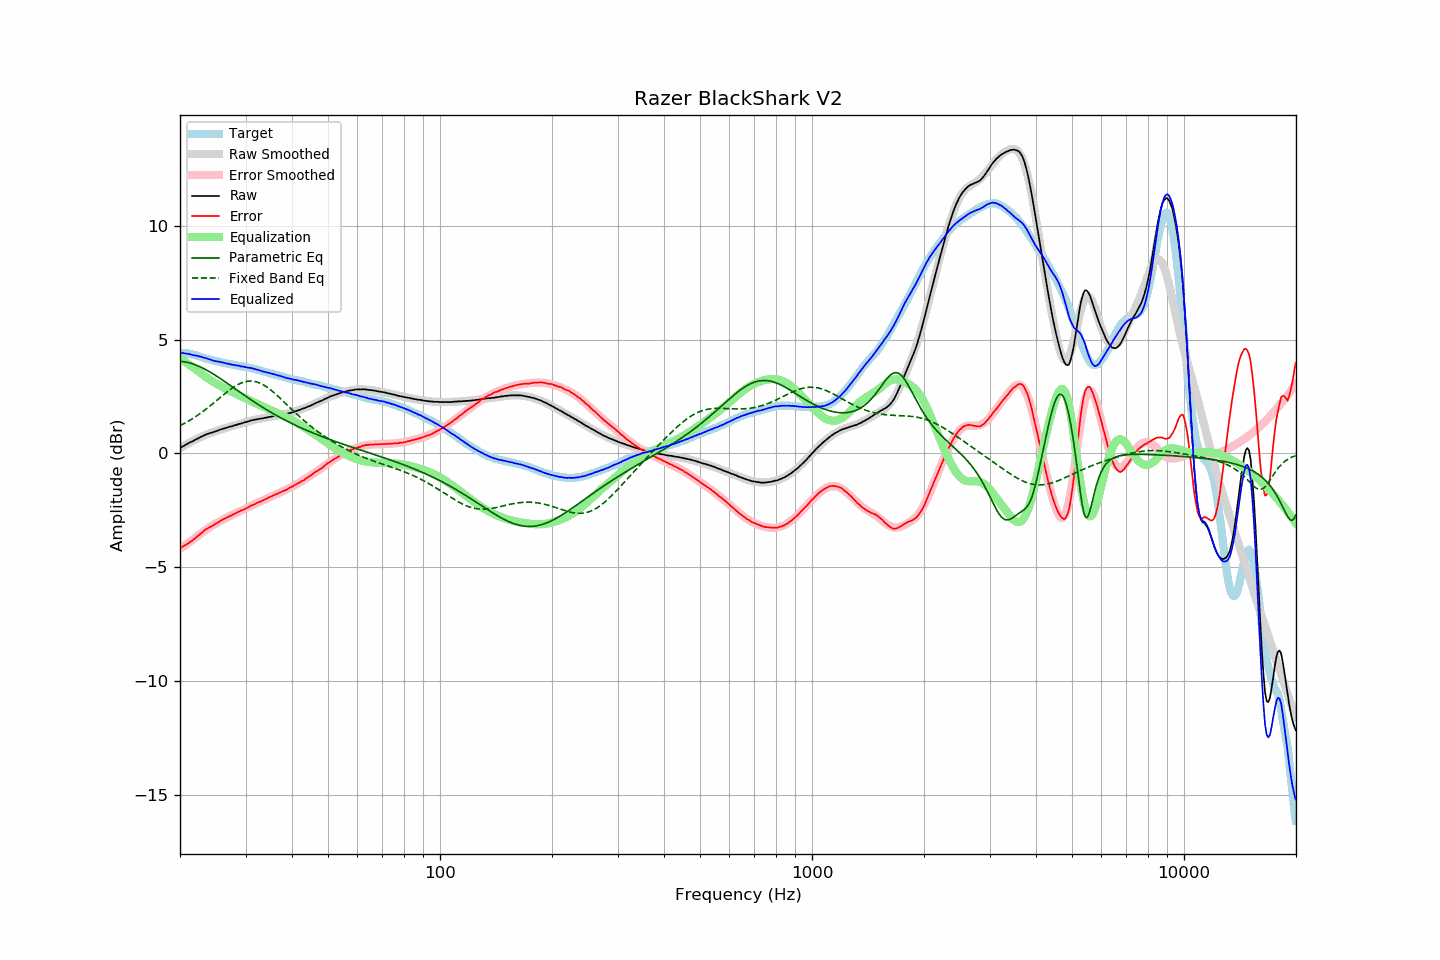 Razer BlackShark V2
Target
Raw Smoothed
Error Smoothed
Raw
Error
Equalization
Parametric Eq
Fixed Band Eq
Equalized
10
5
0
−5
−10
−15
Amplitude (dBr)
100
1000
10000
Frequency (Hz)